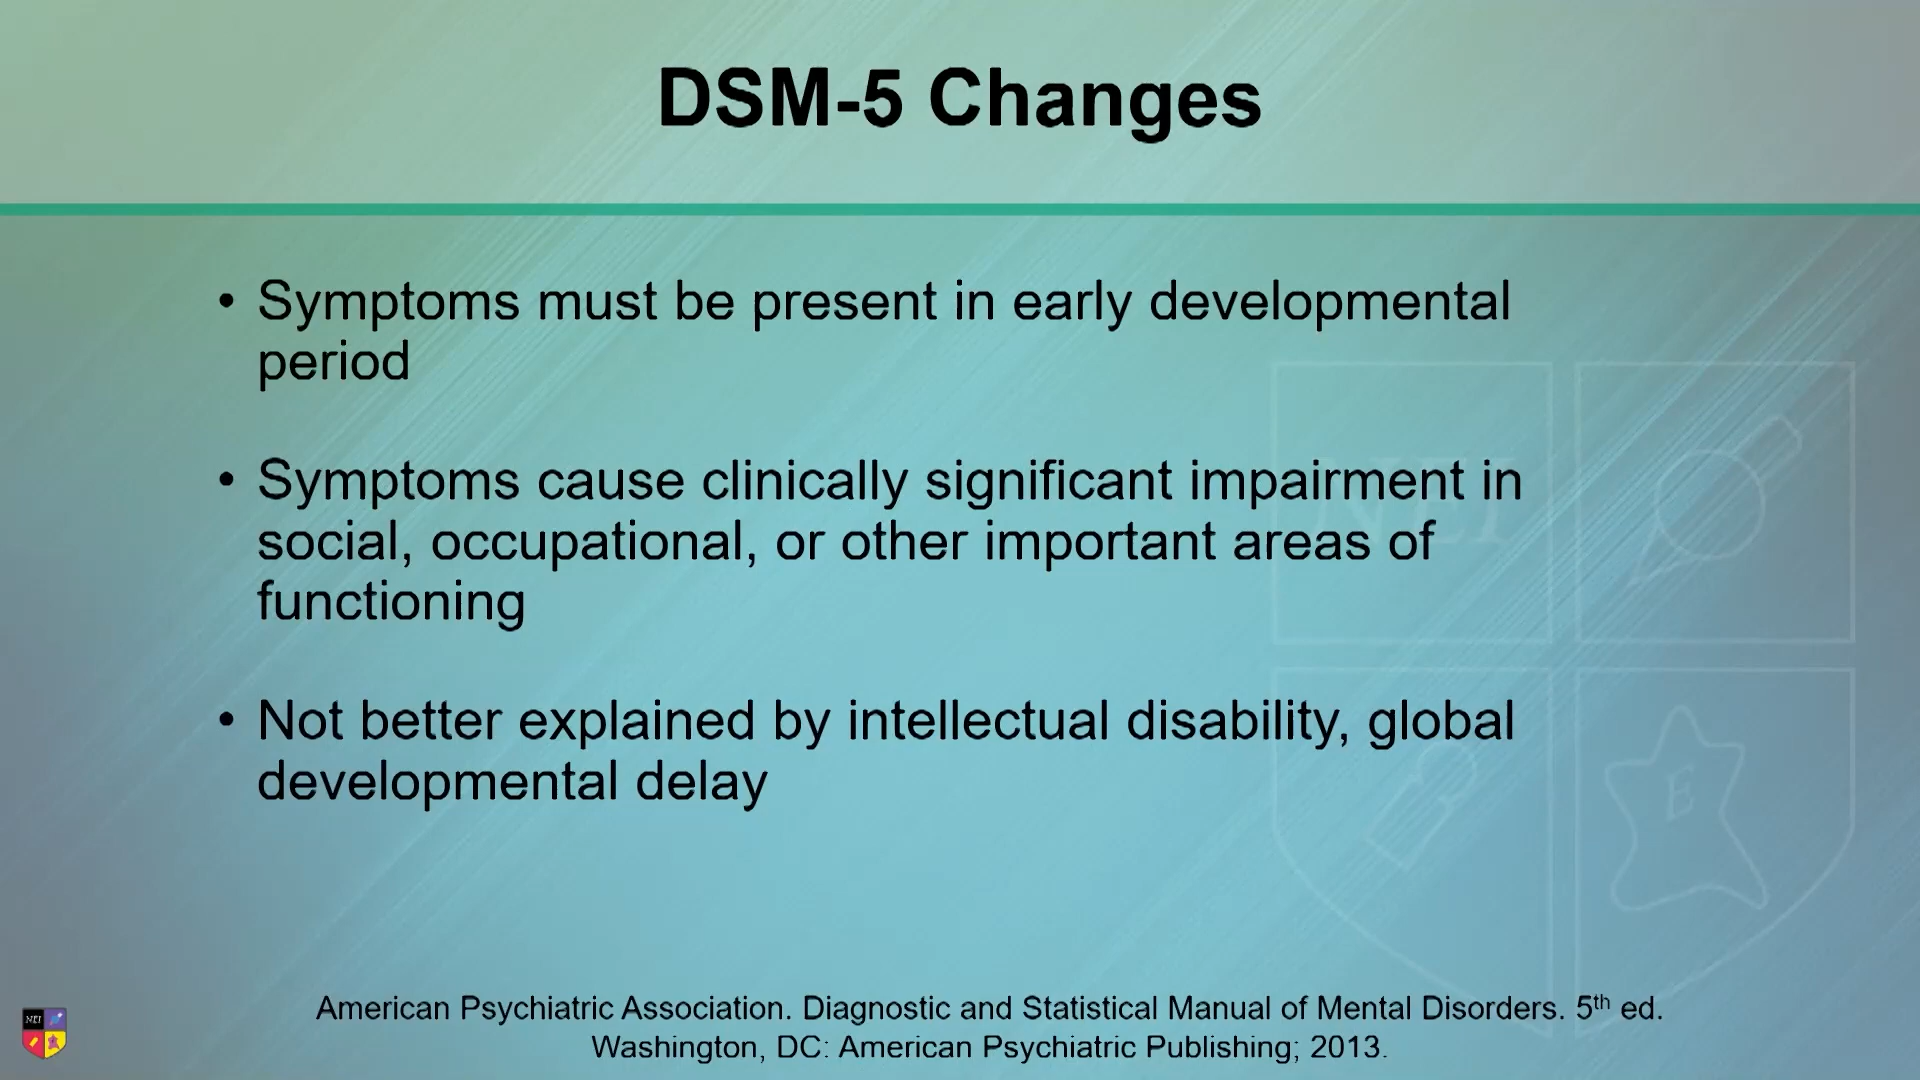 DSM-5 Changes
• Symptoms must be present in early developmental
period
• Symptoms cause clinically significant impairment in
social, occupational, or other important areas of
functioning
• Not better explained by intellectual disability, global
developmental delay
NEI
E
American Psychiatric Association. Diagnostic and Statistical Manual of Mental Disorders. 5th ed.
Washington, DC: American Psychiatric Publishing; 2013.
NEI